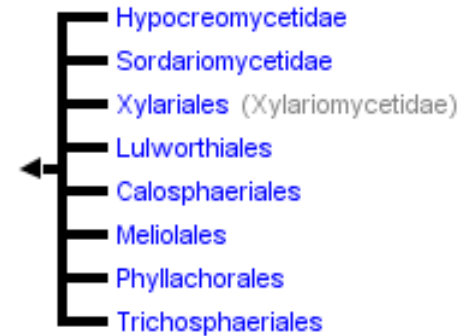 Hypocreomycetidae
Sordariomycetidae
Xylariales (Xylariomycetidae)
Lulworthiales
Calosphaeriales
Meliolales
Phyllachorales
Trichosphaeriales